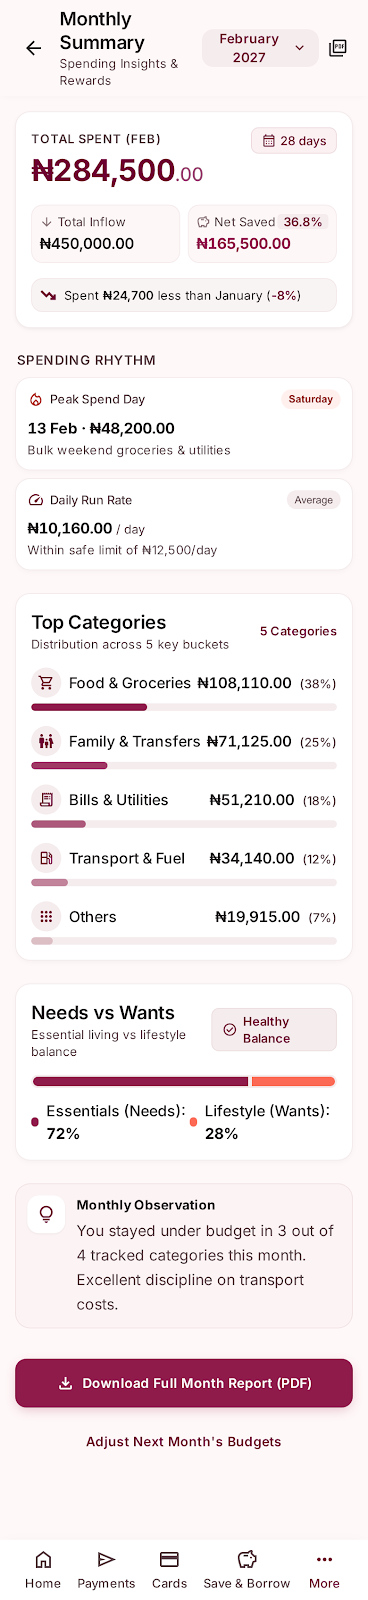 Monthly
Summary
Spending Insights &
Rewards
February
2027
PDF
TOTAL SPENT (FEB)
28 days
₦284,500.00
Total Inflow
₦450,000.00
Net Saved 36.8%
₦165,500.00
Spent ₦24,700 less than January (-8%)
SPENDING RHYTHM
Peak Spend Day
Saturday
13 Feb · ₦48,200.00
Bulk weekend groceries & utilities
Daily Run Rate
Average
₦10,160.00 / day
Within safe limit of ₦12,500/day
Top Categories
Distribution across 5 key buckets
5 Categories
Food & Groceries ₦108,110.00 (38%)
Family & Transfers ₦71,125.00 (25%)
Bills & Utilities ₦51,210.00 (18%)
Transport & Fuel ₦34,140.00 (12%)
Others ₦19,915.00 (7%)
Needs vs Wants
Essential living vs lifestyle
balance
Healthy
Balance
Essentials (Needs):
72%
Lifestyle (Wants):
28%
Monthly Observation
You stayed under budget in 3 out of
4 tracked categories this month.
Excellent discipline on transport
costs.
Download Full Month Report (PDF)
Adjust Next Month's Budgets
Home
Payments
Cards
Save & Borrow
More